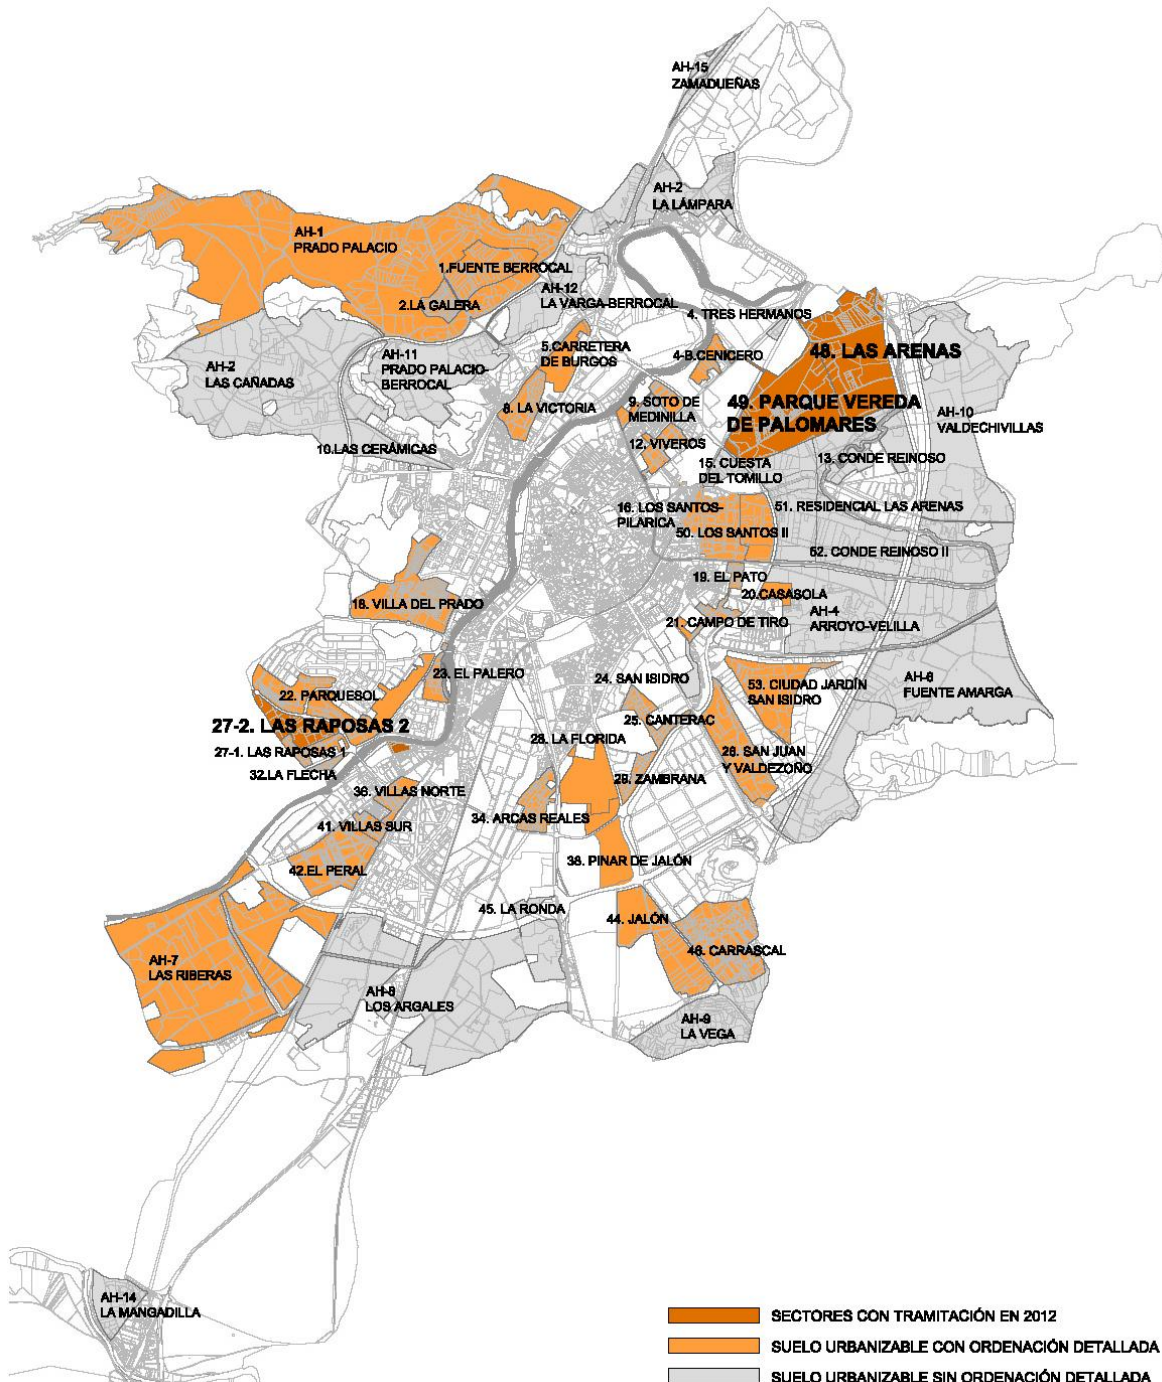 AH-15
ZAMADUEÑAS
AH-2
LA LÁMPARA
AH-1
PRADO PALACIO
1.FUENTE BERROCAL
AH-12
LA VARGA-BERROCAL
2.LA GALERA
4. TRES HERMANOS
5.CARRETERA
DE BURGOS
4-B.CENICERO
48. LAS ARENAS
AH-11
PRADO PALACIO-
BERROCAL
AH-2
LAS CAÑADAS
8. LA VICTORIA
9. SOTO DE
MEDINILLA
49. PARQUE VEREDA
DE PALOMARES
AH-10
VALDECHIVILLAS
10.LAS CERÁMICAS
12. VIVEROS
13. CONDE REINOSO
15. CUESTA
DEL TOMILLO
16. LOS SANTOS-
PILARICA
51. RESIDENCIAL LAS ARENAS
50. LOS SANTOS II
52. CONDE REINOSO II
19. EL PATO
20.CASASOLA
18. VILLA DEL PRADO
21. CAMPO DE TIRO
AH-4
ARROYO-VELILLA
23. EL PALERO
24. SAN ISIDRO
53. CIUDAD JARDÍN
SAN ISIDRO
AH-6
FUENTE AMARGA
22. PARQUESOL
27-2. LAS RAPOSAS 2
25. CANTERAC
27-1. LAS RAPOSAS 1
28. LA FLORIDA
26. SAN JUAN
Y VALDEZOÑO
32.LA FLECHA
29. ZAMBRANA
36. VILLAS NORTE
34. ARCAS REALES
41. VILLAS SUR
38. PINAR DE JALÓN
42.EL PERAL
45. LA RONDA
44. JALÓN
46. CARRASCAL
AH-7
LAS RIBERAS
AH-8
LOS ARGALES
AH-9
LA VEGA
AH-14
LA MANGADILLA
SECTORES CON TRAMITACIÓN EN 2012
SUELO URBANIZABLE CON ORDENACIÓN DETALLADA
SUELO URBANIZABLE SIN ORDENACIÓN DETALLADA